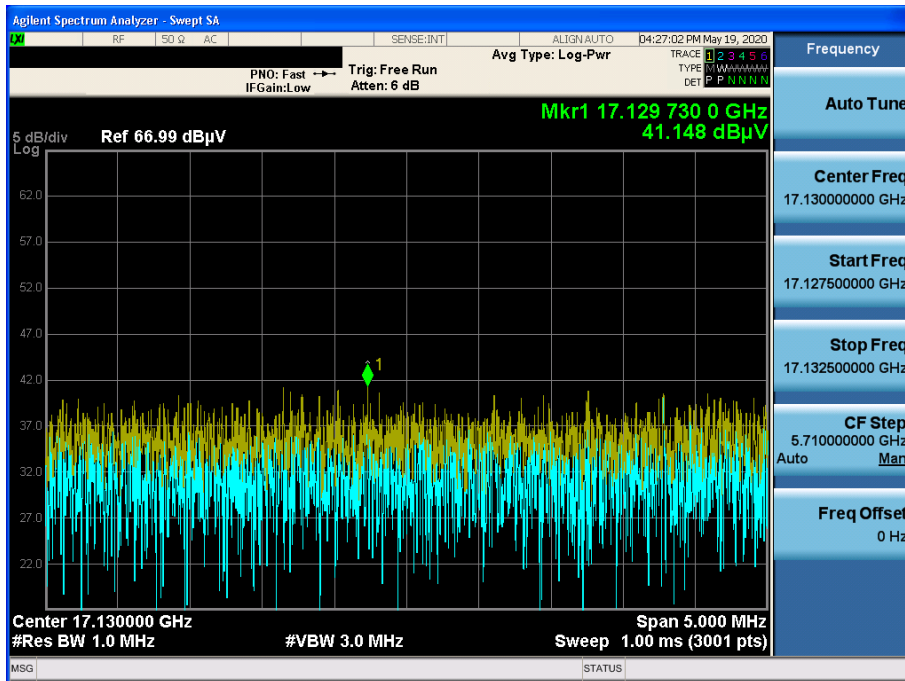 Agilent Spectrum Analyzer - Swept SA
LXI RF 50 Ω AC SENSE:INT ALIGN AUTO 04:27:02 PM May 19, 2020
Avg Type: Log-Pwr
TRACE 1 2 3 4 5 6
PNO: Fast Trig: Free Run
TYPE M W W W W W
IFGain:Low Atten: 6 dB
DET P P N N N N
Mkr1 17.129 730 0 GHz
41.148 dBµV
5 dB/div Ref 66.99 dBµV
Log
62.0
57.0
52.0
47.0
1
42.0
37.0
32.0
27.0
22.0
Center 17.130000 GHz Span 5.000 MHz
#Res BW 1.0 MHz #VBW 3.0 MHz Sweep 1.00 ms (3001 pts)
MSG STATUS
Frequency
Auto Tune
Center Freq
17.130000000 GHz
Start Freq
17.127500000 GHz
Stop Freq
17.132500000 GHz
CF Step
5.710000000 GHz
Auto Man
Freq Offset
0 Hz